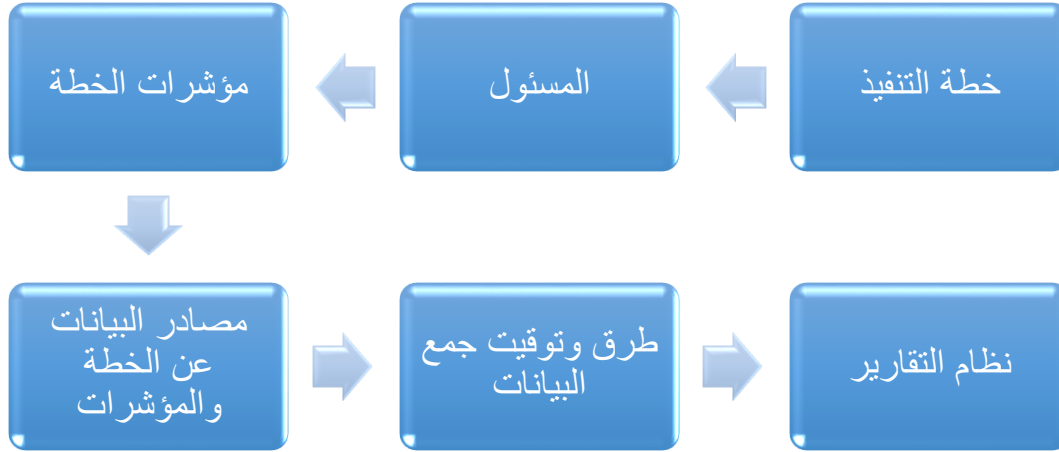 خطة التنفيذ
المسئول
مؤشرات الخطة
مصادر البيانات
عن الخطة
والمؤشرات
طرق وتوقيت جمع
البيانات
نظام التقارير